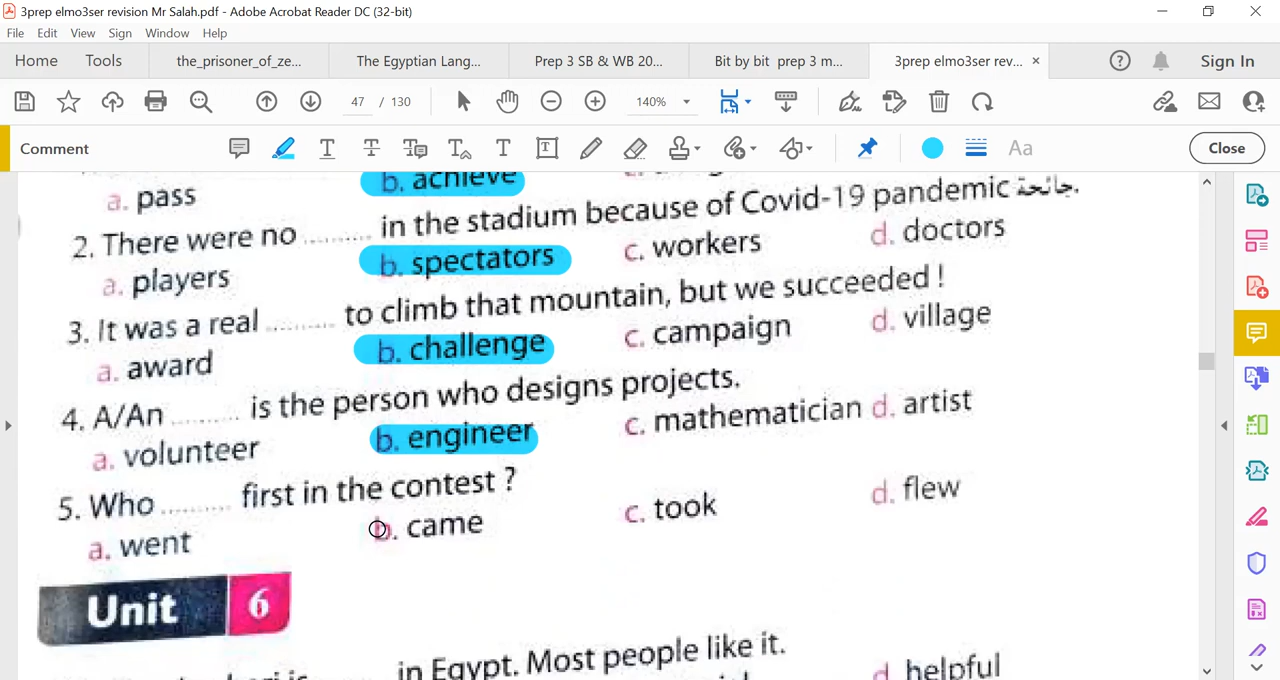 3prep elmo3ser revision Mr Salah.pdf - Adobe Acrobat Reader DC (32-bit)
File Edit View Sign Window Help
Home Tools the_prisoner_of_ze... The Egyptian Lang... Prep 3 SB & WB 20... Bit by bit prep 3 m... 3prep elmo3ser rev... × Sign In
47 / 130 140%
Comment Aa Close
a. pass b. achieve
2. There were no .......... in the stadium because of Covid-19 pandemic جائحة.
a. players b. spectators c. workers d. doctors
3. It was a real .......... to climb that mountain, but we succeeded !
a. award b. challenge c. campaign d. village
4. A/An .......... is the person who designs projects.
a. volunteer b. engineer c. mathematician d. artist
5. Who .......... first in the contest ?
a. went b. came c. took d. flew
Unit 6
in Egypt. Most people like it.
d. helpful